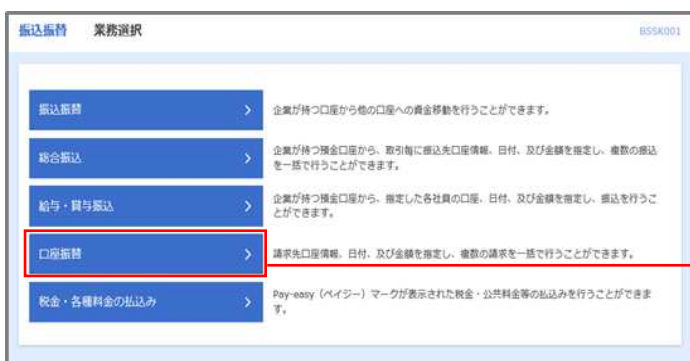 振込振替 業務選択 BSSK001
振込振替 企業が持つ口座から他の口座への資金移動を行うことができます。
総合振込 企業が持つ預金口座から、取引毎に振込先口座情報、日付、及び金額を指定し、複数の振込
を一括で行うことができます。
給与・賞与振込 企業が持つ預金口座から、指定した各社員の口座、日付、及び金額を指定し、振込を行うこ
とができます。
口座振替 請求先口座情報、日付、及び金額を指定し、複数の請求を一括で行うことができます。
税金・各種料金の払込み Pay-easy（ペイジー）マークが表示された税金・公共料金等の払込みを行うことができま
す。